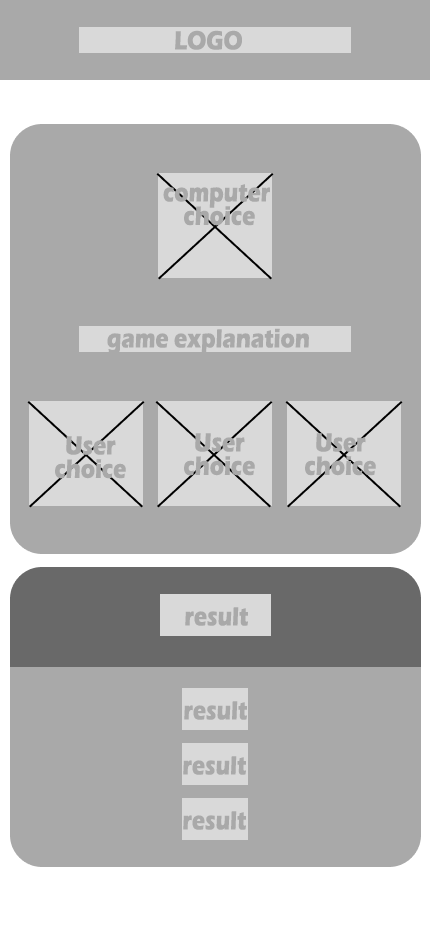 LOGO
computer
choice
game explanation
User
choice
User
choice
User
choice
result
result
result
result